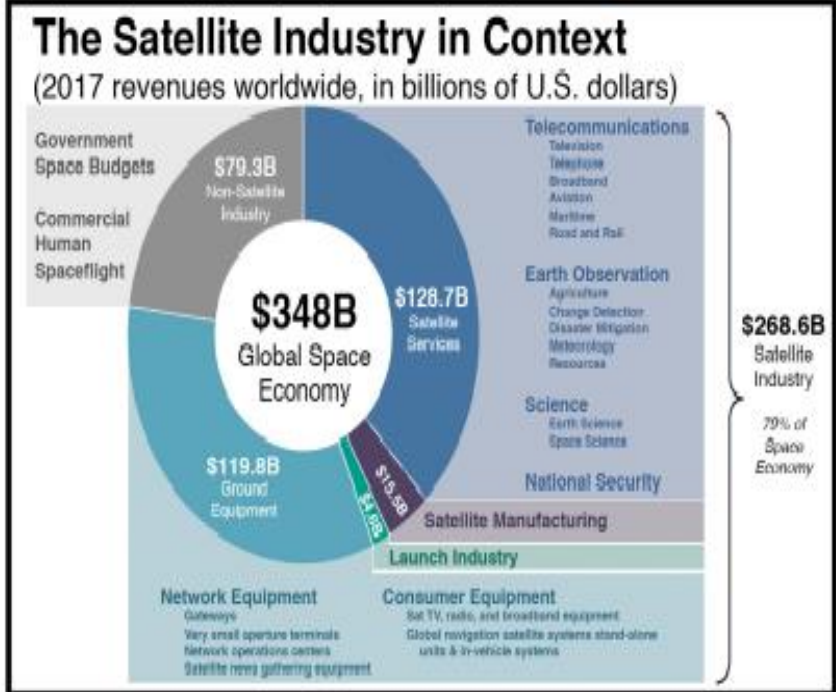 The Satellite Industry in Context
(2017 revenues worldwide, in billions of U.S. dollars)
Government
Space Budgets
Commercial
Human
Spaceflight
$79.3B
Non-Satellite
Industry
$348B
Global Space
Economy
$128.7B
Satellite
Services
$119.8B
Ground
Equipment
$4.6B
$15.5B
Telecommunications
Television
Telephone
Broadband
Aviation
Maritime
Road and Rail
Earth Observation
Agriculture
Change Detection
Disaster Mitigation
Meteorology
Resources
Science
Earth Science
Space Science
National Security
Satellite Manufacturing
Launch Industry
Network Equipment
Gateways
Very small aperture terminals
Network operations centers
Satellite news gathering equipment
Consumer Equipment
Sat TV, radio, and broadband equipment
Global navigation satellite systems stand-alone
units & in-vehicle systems
$268.6B
Satellite
Industry
79% of
Space
Economy